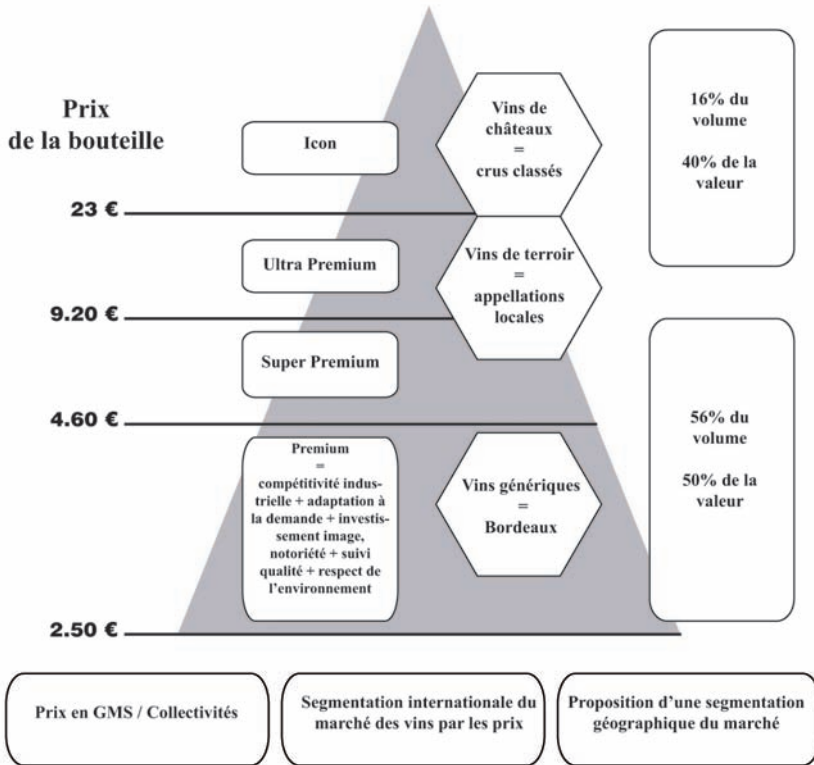 Prix
de la bouteille
Icon
Vins de
châteaux
=
crus classés
16% du
volume
40% de la
valeur
23 €
Ultra Premium
Vins de terroir
=
appellations
locales
9.20 €
Super Premium
4.60 €
Premium
=
compétitivité indus-
trielle + adaptation à
la demande + investis-
sement image,
notoriété + suivi
qualité + respect de
l’environnement
Vins génériques
=
Bordeaux
56% du
volume
50% de la
valeur
2.50 €
Prix en GMS / Collectivités
Segmentation internationale du
marché des vins par les prix
Proposition d’une segmentation
géographique du marché